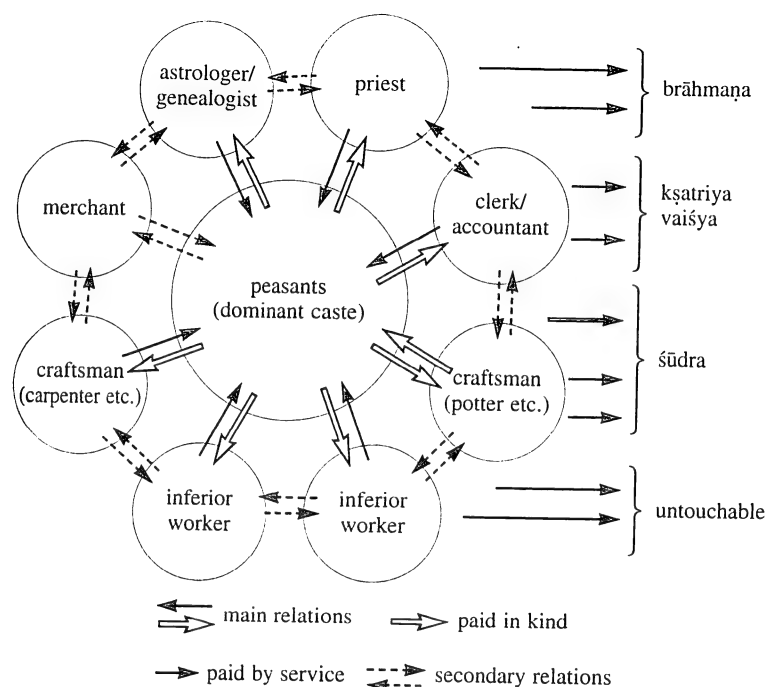 astrologer/
genealogist
priest
brāhmaṇa
merchant
clerk/
accountant
kṣatriya
vaiśya
peasants
(dominant caste)
craftsman
(carpenter etc.)
craftsman
(potter etc.)
śūdra
inferior
worker
inferior
worker
untouchable
main relations
paid in kind
paid by service
secondary relations